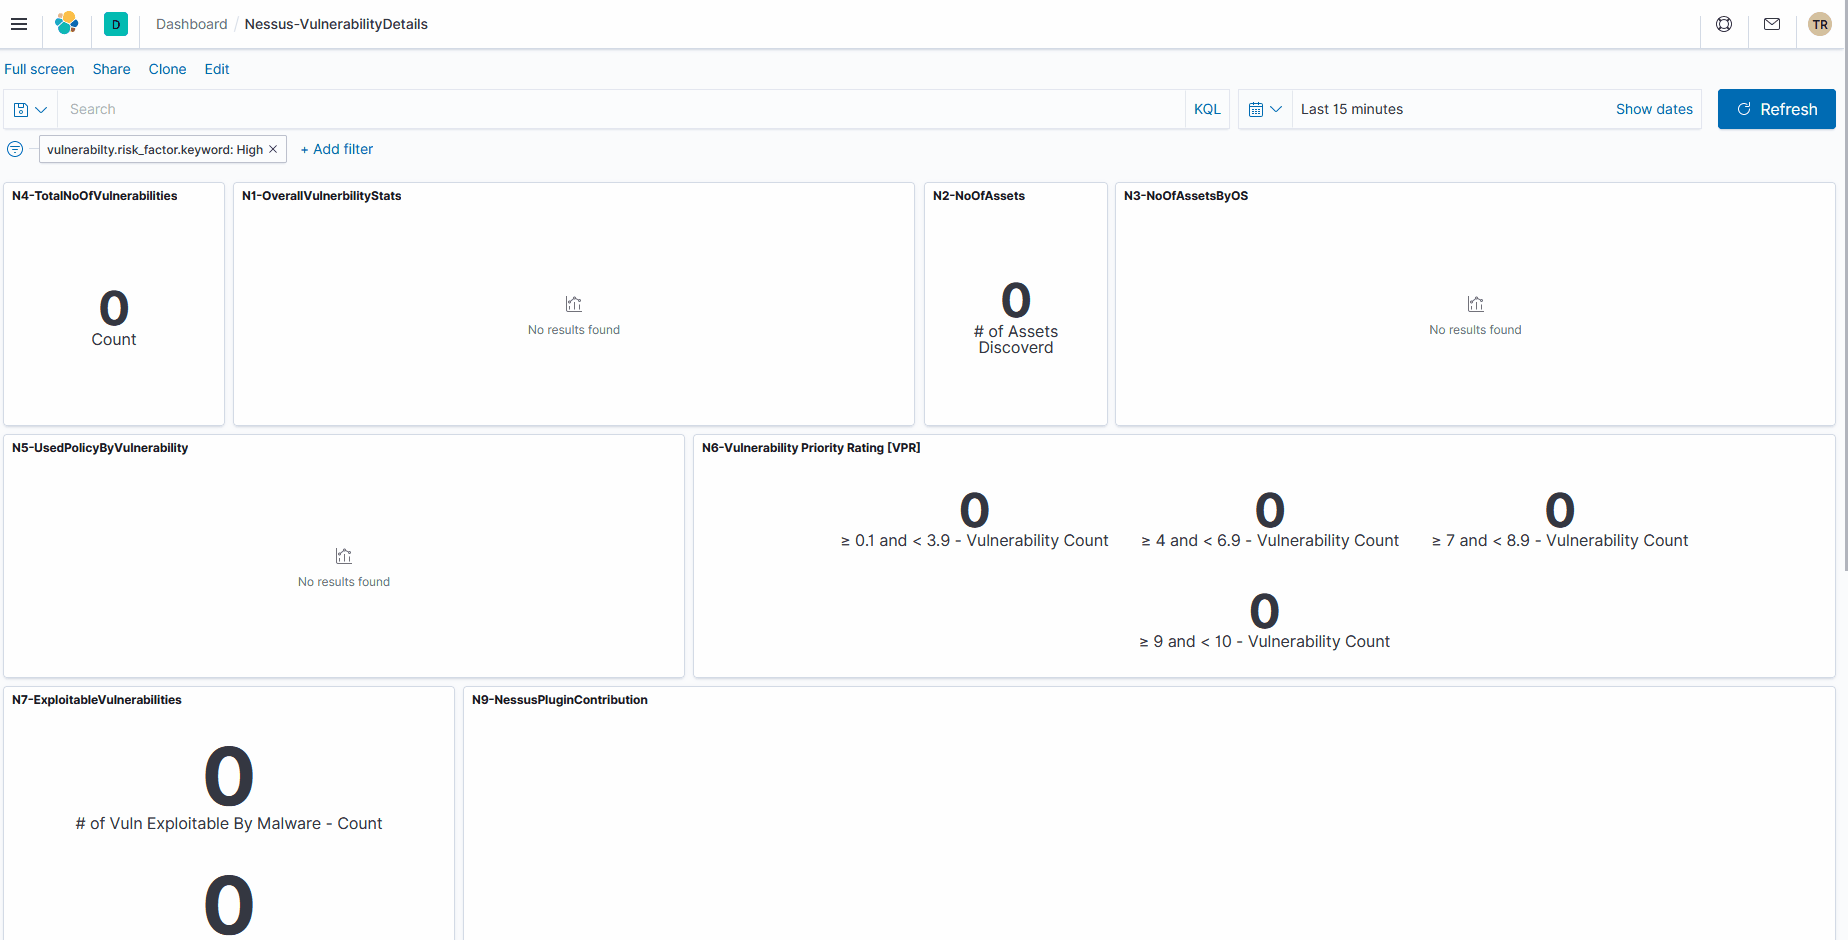 D
Dashboard / Nessus-VulnerabilityDetails
TR
Full screen Share Clone Edit
Search
KQL
Last 15 minutes
Show dates
Refresh
vulnerabilty.risk_factor.keyword: High ×
+ Add filter
N4-TotalNoOfVulnerabilities
0
Count
N1-OverallVulnerbilityStats
No results found
N2-NoOfAssets
0
# of Assets
Discoverd
N3-NoOfAssetsByOS
No results found
N5-UsedPolicyByVulnerability
No results found
N6-Vulnerability Priority Rating [VPR]
0
≥ 0.1 and < 3.9 - Vulnerability Count
0
≥ 4 and < 6.9 - Vulnerability Count
0
≥ 7 and < 8.9 - Vulnerability Count
0
≥ 9 and < 10 - Vulnerability Count
N7-ExploitableVulnerabilities
0
# of Vuln Exploitable By Malware - Count
0
N9-NessusPluginContribution